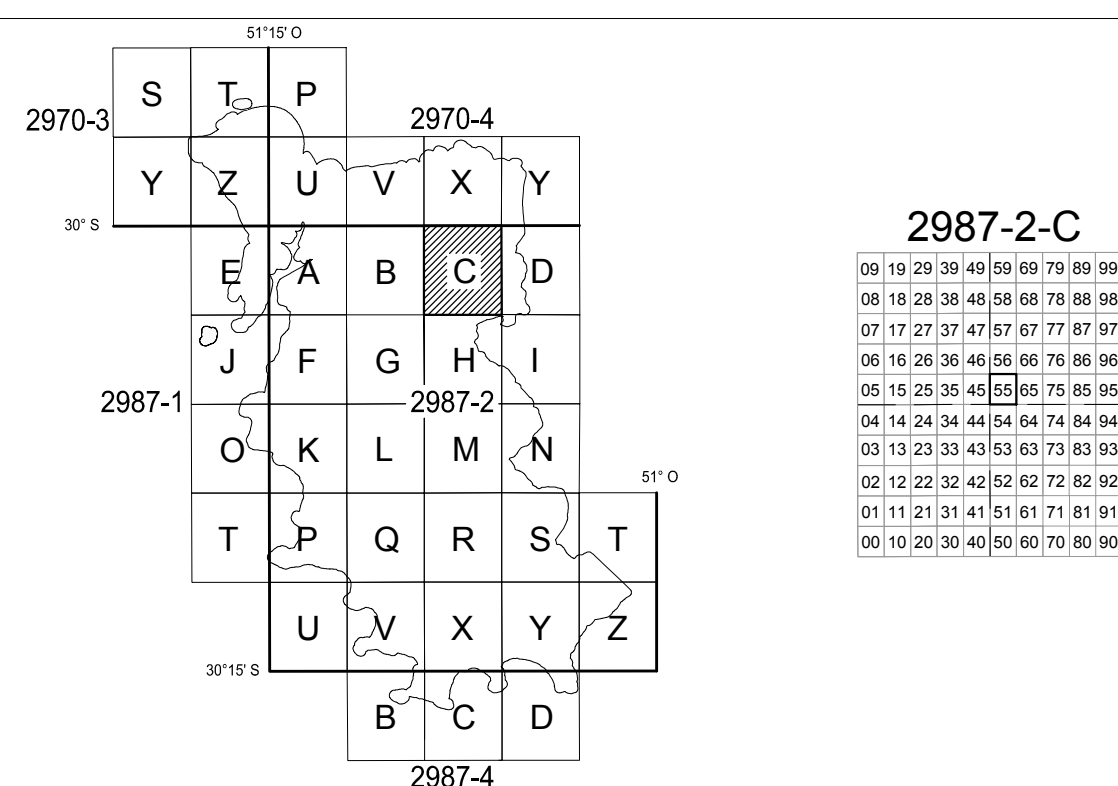 51°15' O
S T P
2970-3 2970-4
Y Z U V X Y
30° S
E A B C D
J F G H I
2987-1 2987-2
O K L M N
51° O
T P Q R S T
U V X Y Z
30°15' S
B C D
2987-4
2987-2-C
09 19 29 39 49 59 69 79 89 99
08 18 28 38 48 58 68 78 88 98
07 17 27 37 47 57 67 77 87 97
06 16 26 36 46 56 66 76 86 96
05 15 25 35 45 55 65 75 85 95
04 14 24 34 44 54 64 74 84 94
03 13 23 33 43 53 63 73 83 93
02 12 22 32 42 52 62 72 82 92
01 11 21 31 41 51 61 71 81 91
00 10 20 30 40 50 60 70 80 90